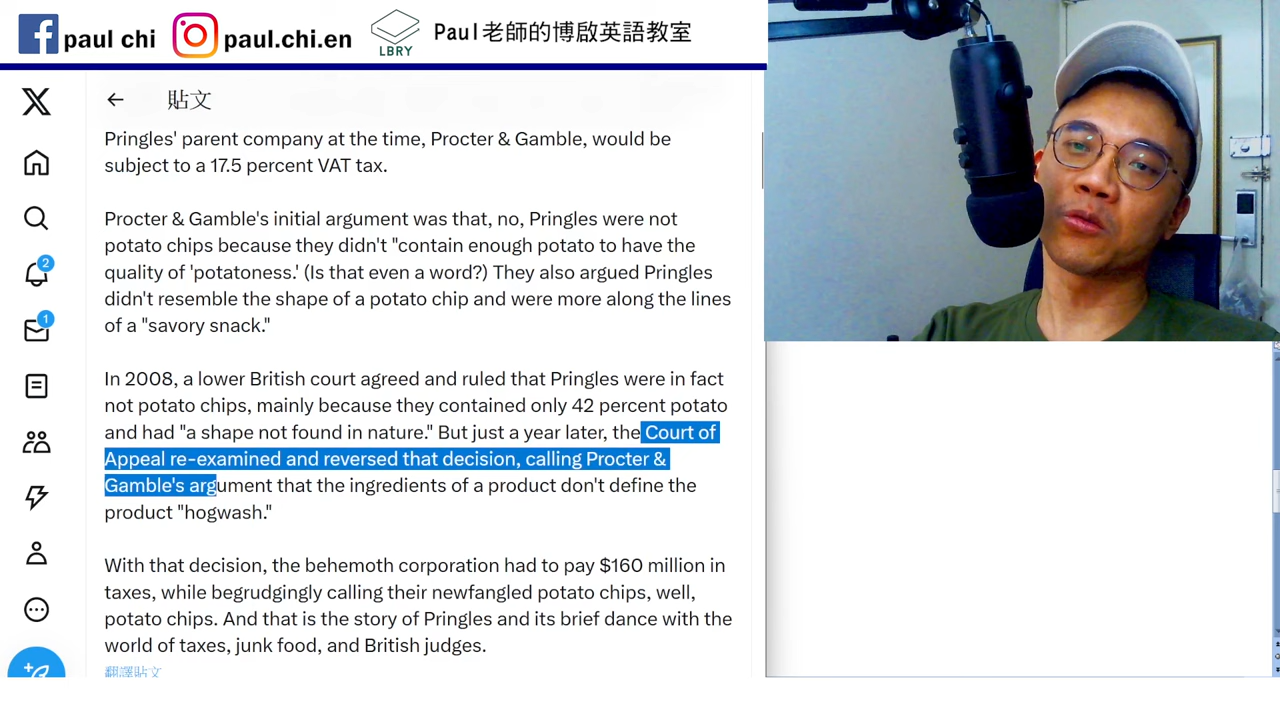 paul chi
paul.chi.en
LBRY
Paul老師的博啟英語教室
貼文
Pringles' parent company at the time, Procter & Gamble, would be
subject to a 17.5 percent VAT tax.
Procter & Gamble's initial argument was that, no, Pringles were not
potato chips because they didn't "contain enough potato to have the
quality of 'potatoness.' (Is that even a word?) They also argued Pringles
didn't resemble the shape of a potato chip and were more along the lines
of a "savory snack."
In 2008, a lower British court agreed and ruled that Pringles were in fact
not potato chips, mainly because they contained only 42 percent potato
and had "a shape not found in nature." But just a year later, the Court of
Appeal re-examined and reversed that decision, calling Procter &
Gamble's argument that the ingredients of a product don't define the
product "hogwash."
With that decision, the behemoth corporation had to pay $160 million in
taxes, while begrudgingly calling their newfangled potato chips, well,
potato chips. And that is the story of Pringles and its brief dance with the
world of taxes, junk food, and British judges.
翻譯貼文
2
1